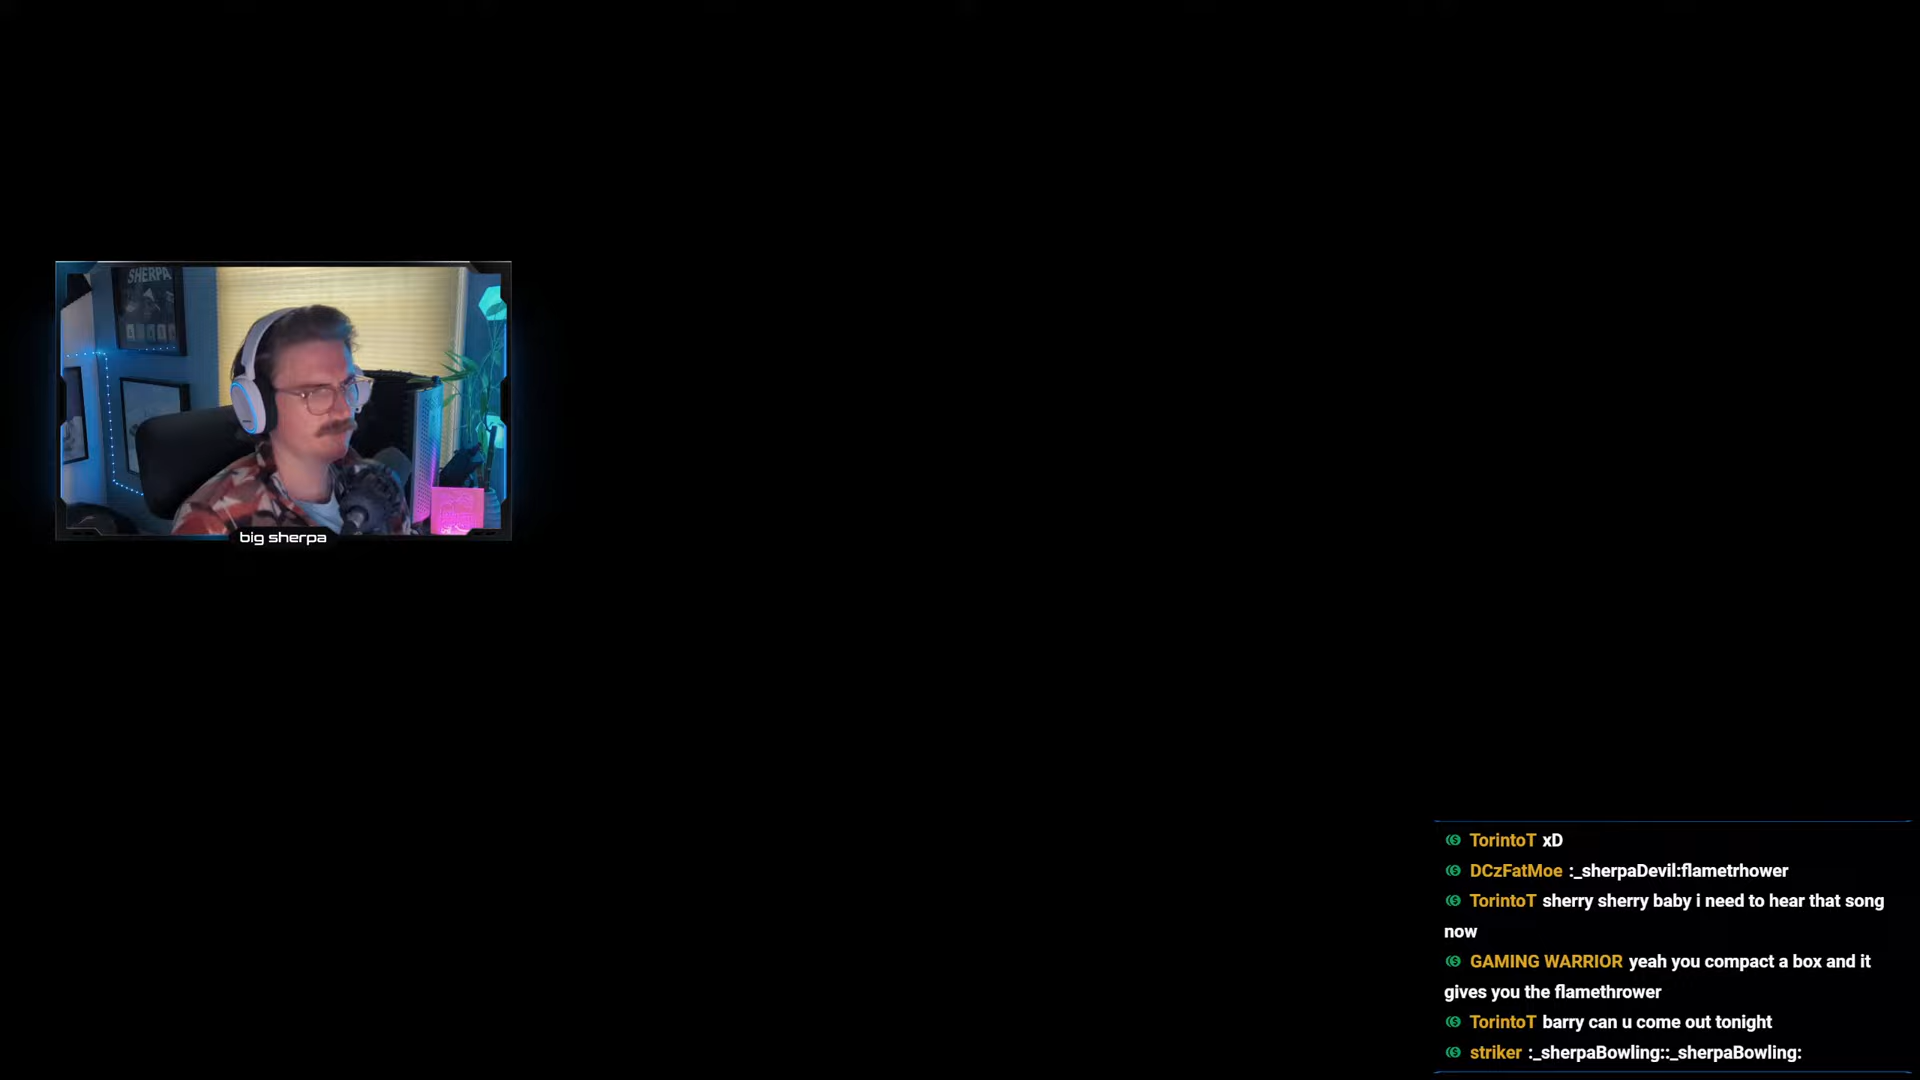 SHERPA
big sherpa
TorintoT xD
DCzFatMoe :_sherpaDevil:flametrhower
TorintoT sherry sherry baby i need to hear that song
now
GAMING WARRIOR yeah you compact a box and it
gives you the flamethrower
TorintoT barry can u come out tonight
striker :_sherpaBowling::_sherpaBowling: